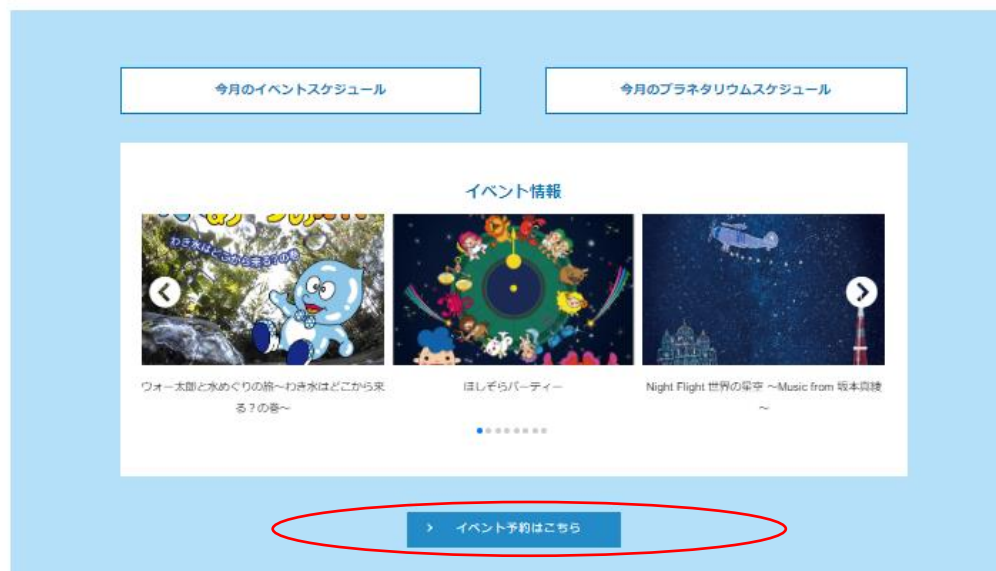 今月のイベントスケジュール
今月のプラネタリウムスケジュール
イベント情報
わき水はどこから来る?の巻
ウォー太郎と水めぐりの旅~わき水はどこから来
る?の巻~
ほしぞらパーティー
Night Flight 世界の星空 ~Music from 坂本真綾
~
イベント予約はこちら